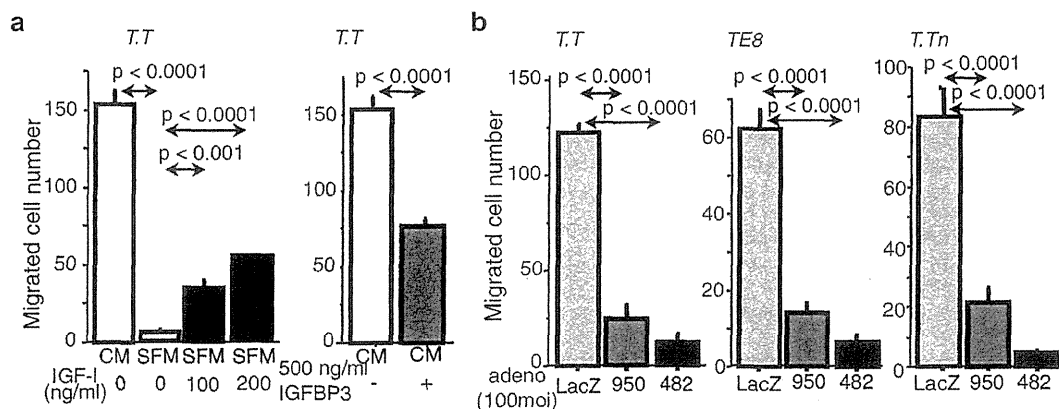 a
T.T
Migrated cell number
150
100
50
0
p < 0.0001
p < 0.0001
p < 0.001
CM SFM SFM SFM
IGF-I (ng/ml) 0 0 100 200
T.T
150
100
50
0
p < 0.0001
CM CM
500 ng/ml IGFBP3 - +
b
T.T
Migrated cell number
100
50
0
p < 0.0001
p < 0.0001
adeno (100moi) LacZ 950 482
TE8
60
40
20
0
p < 0.0001
p < 0.0001
LacZ 950 482
T.Tn
100
80
60
40
20
0
p < 0.0001
p < 0.0001
LacZ 950 482